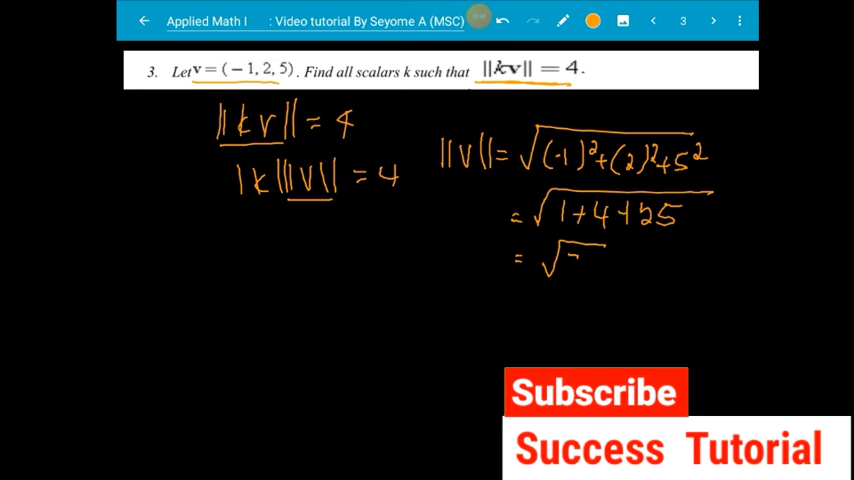 Applied Math I : Video tutorial By Seyome A (MSC)
3
3. Let v = (−1, 2, 5). Find all scalars k such that ||kv|| = 4.
||kv|| = 4
|k|||v|| = 4
||v|| = √(-1)²+(2)²+5²
= √1+4+25
= √
Subscribe
Success Tutorial